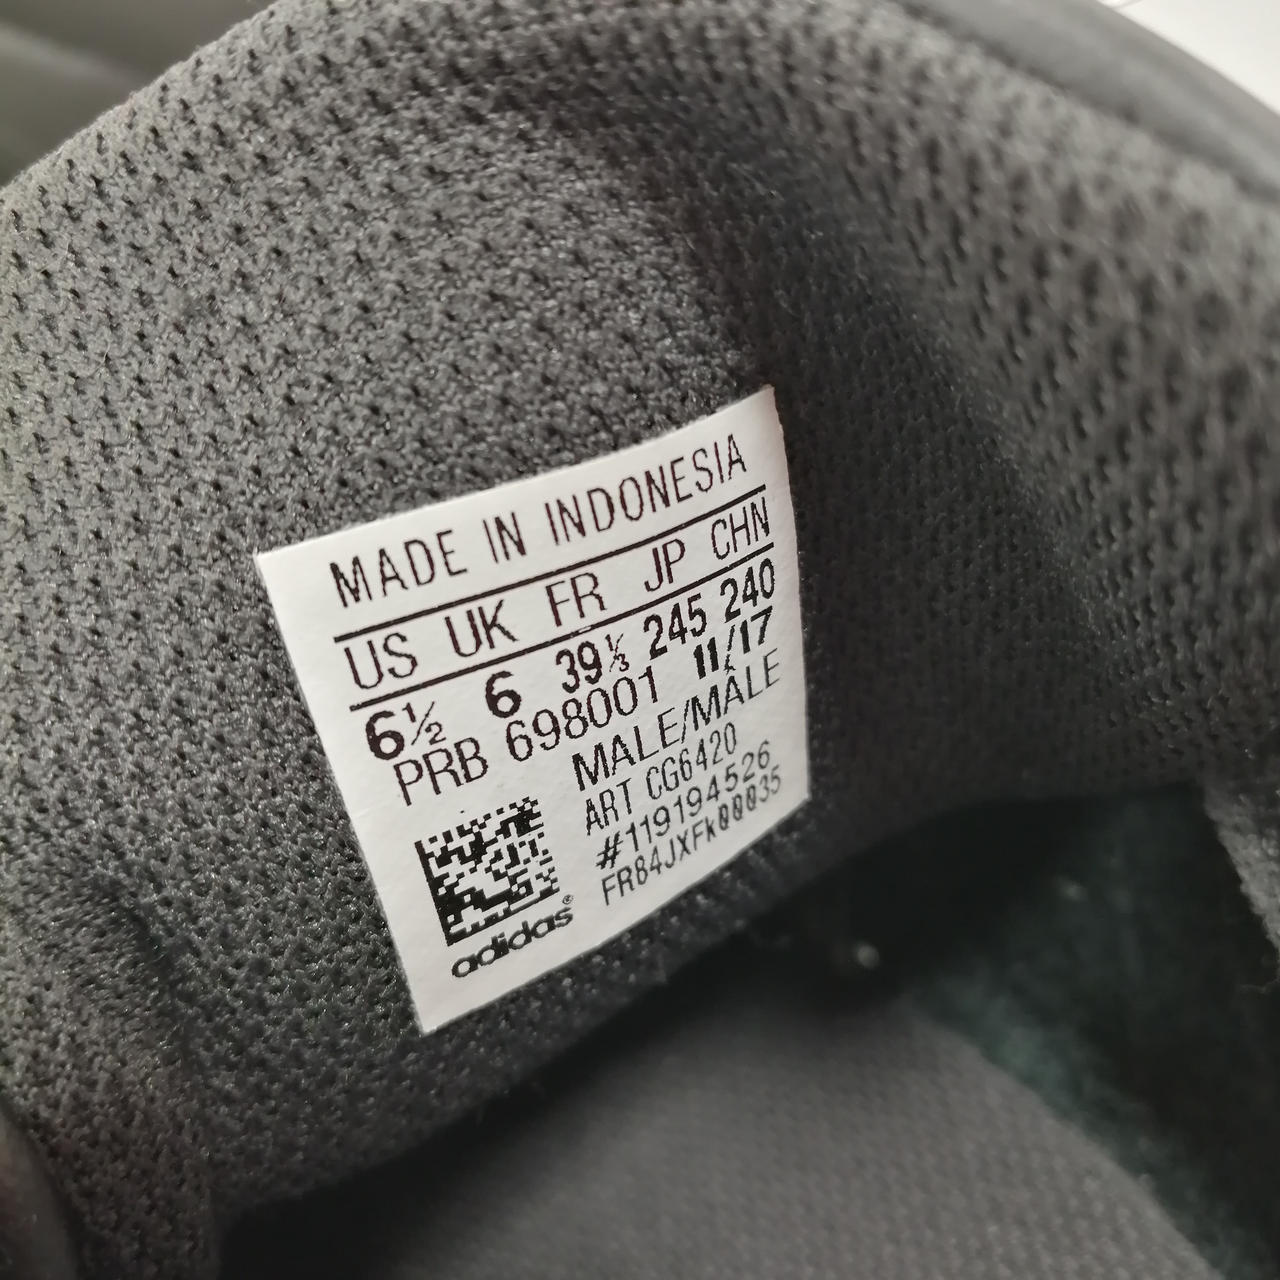 MADE IN INDONESIA
US UK FR JP CHN
6½ 6 39⅓ 245 240
PRB 698001 11/17
MALE/MALE
ART CG6420
#119194526
FR84JXFk00035
adidas®